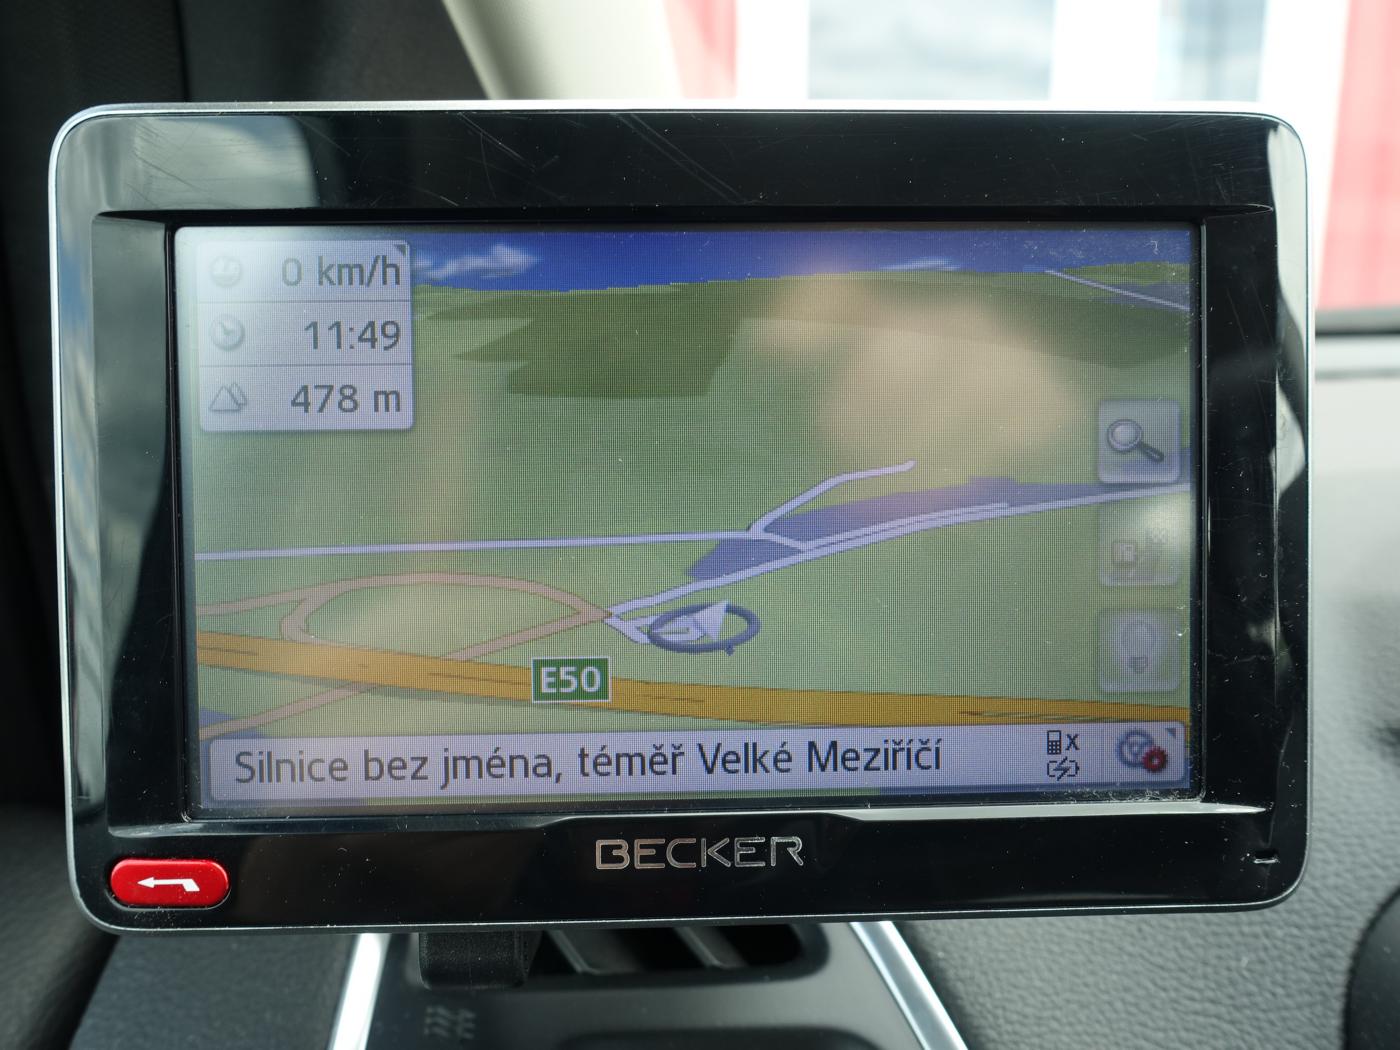 0 km/h
11:49
478 m
E50
Silnice bez jména, téměř Velké Meziříčí
X
BECKER